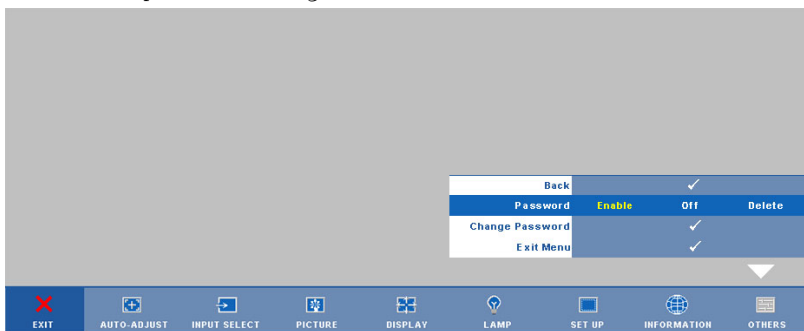 Back
Password Enable Off Delete
Change Password
Exit Menu
EXIT AUTO-ADJUST INPUT SELECT PICTURE DISPLAY LAMP SET UP INFORMATION OTHERS